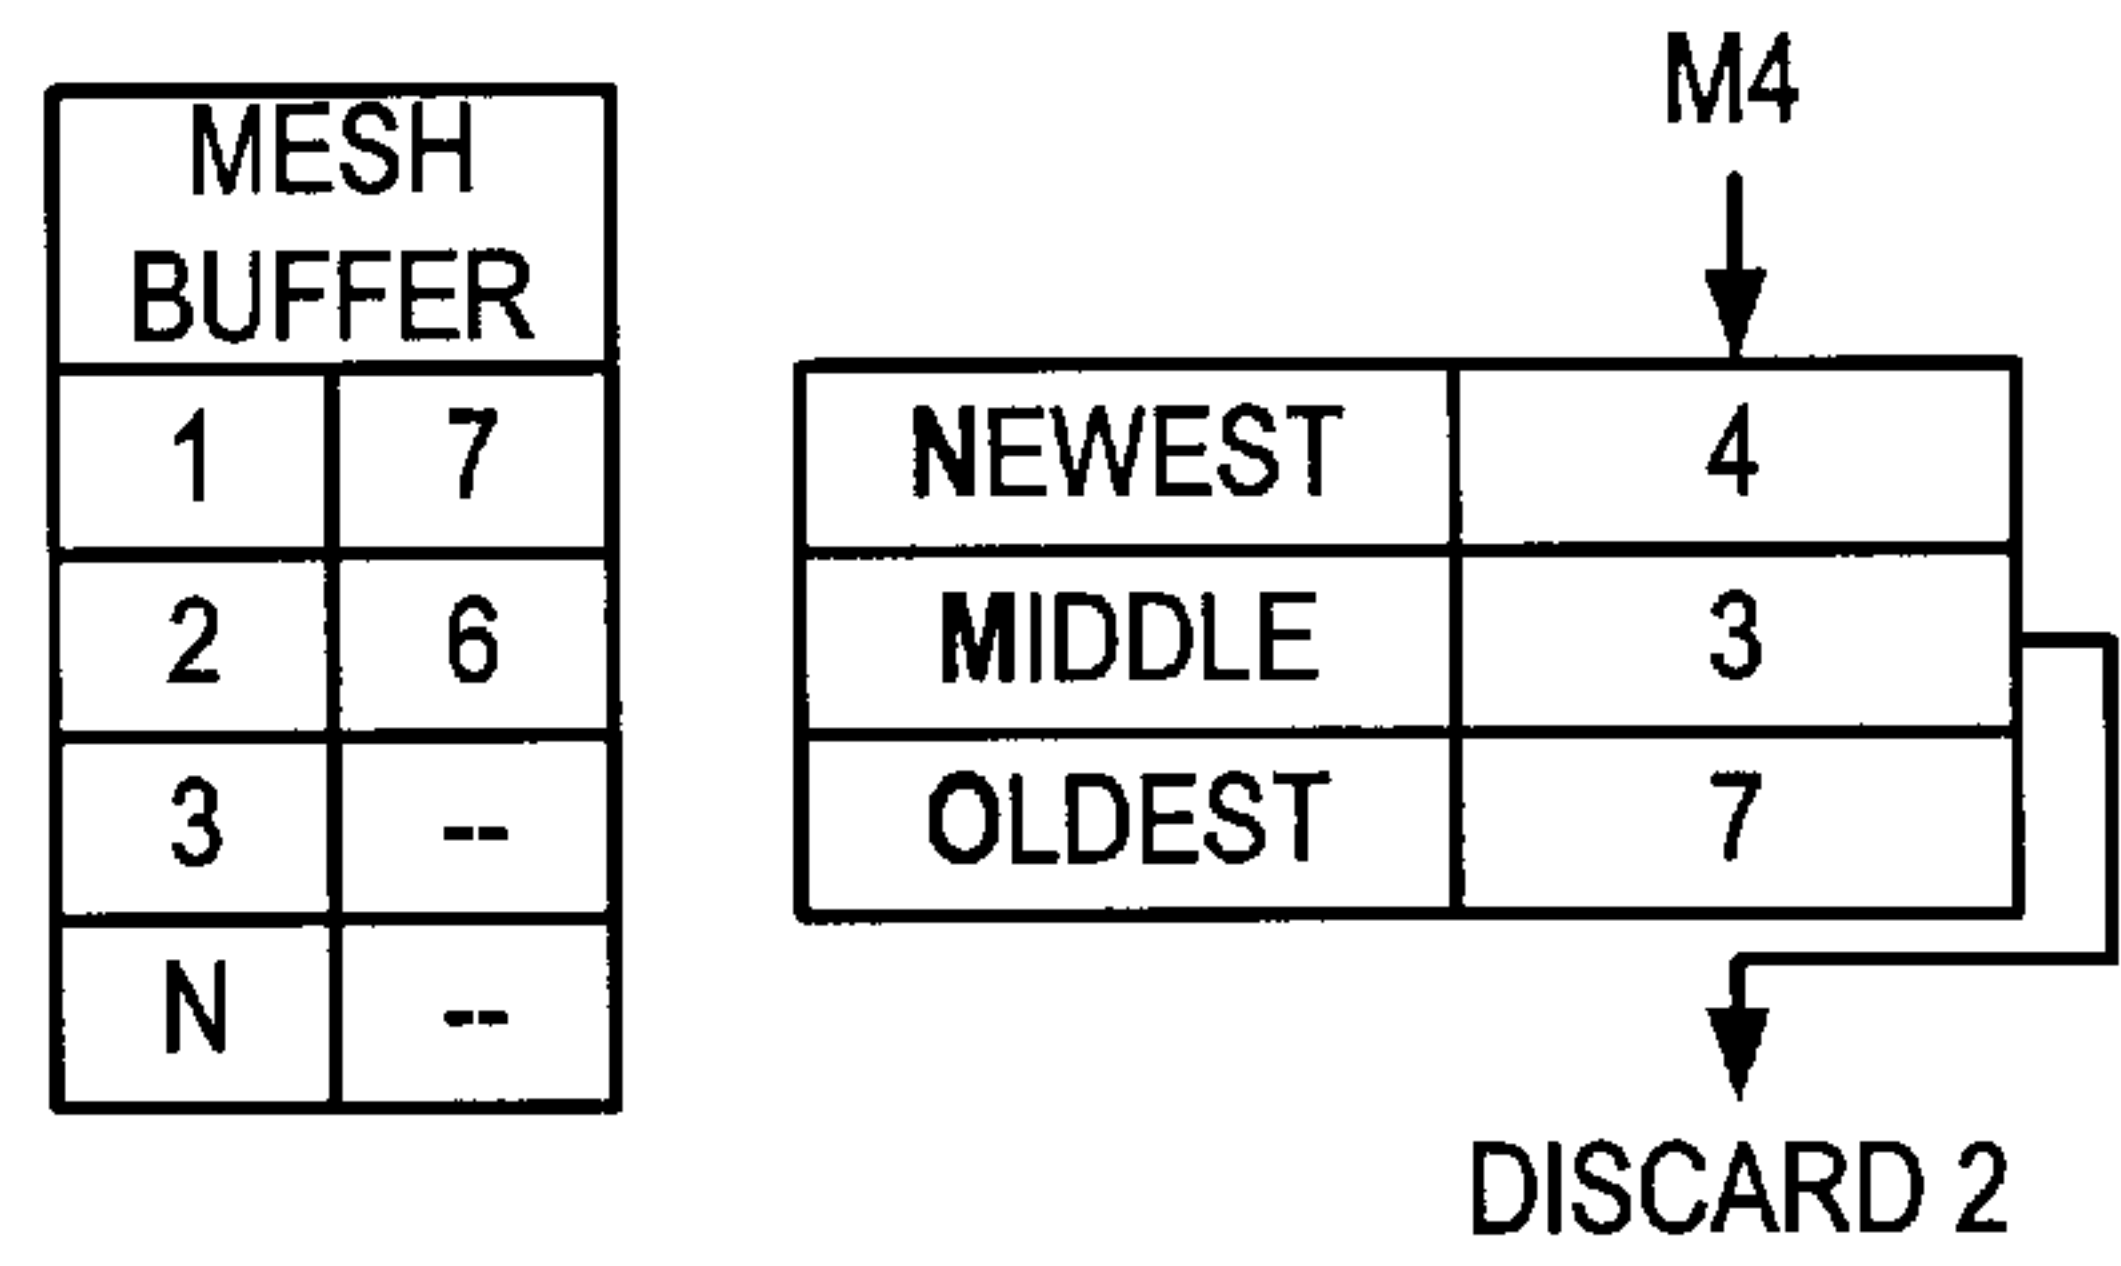 MESH
BUFFER
1 7
2 6
3 --
N --
M4
NEWEST 4
MIDDLE 3
OLDEST 7
DISCARD 2